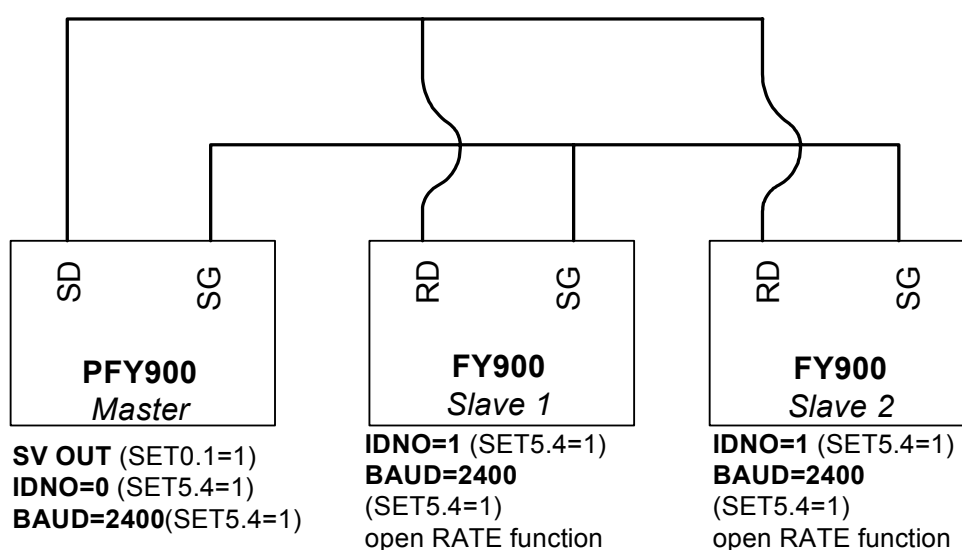 SD
SG
PFY900
Master
SV OUT (SET0.1=1)
IDNO=0 (SET5.4=1)
BAUD=2400(SET5.4=1)
RD
SG
FY900
Slave 1
IDNO=1 (SET5.4=1)
BAUD=2400
(SET5.4=1)
open RATE function
RD
SG
FY900
Slave 2
IDNO=1 (SET5.4=1)
BAUD=2400
(SET5.4=1)
open RATE function